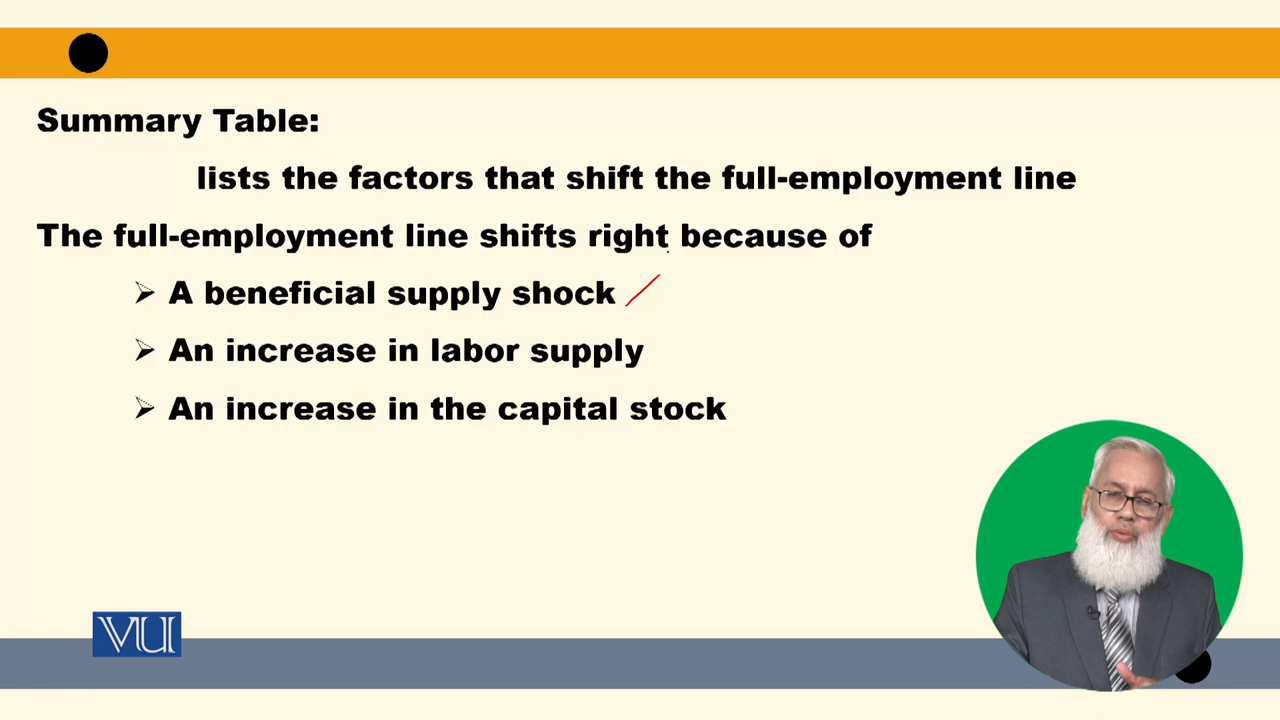 Summary Table:
lists the factors that shift the full-employment line
The full-employment line shifts right because of
➢ A beneficial supply shock
➢ An increase in labor supply
➢ An increase in the capital stock
VU